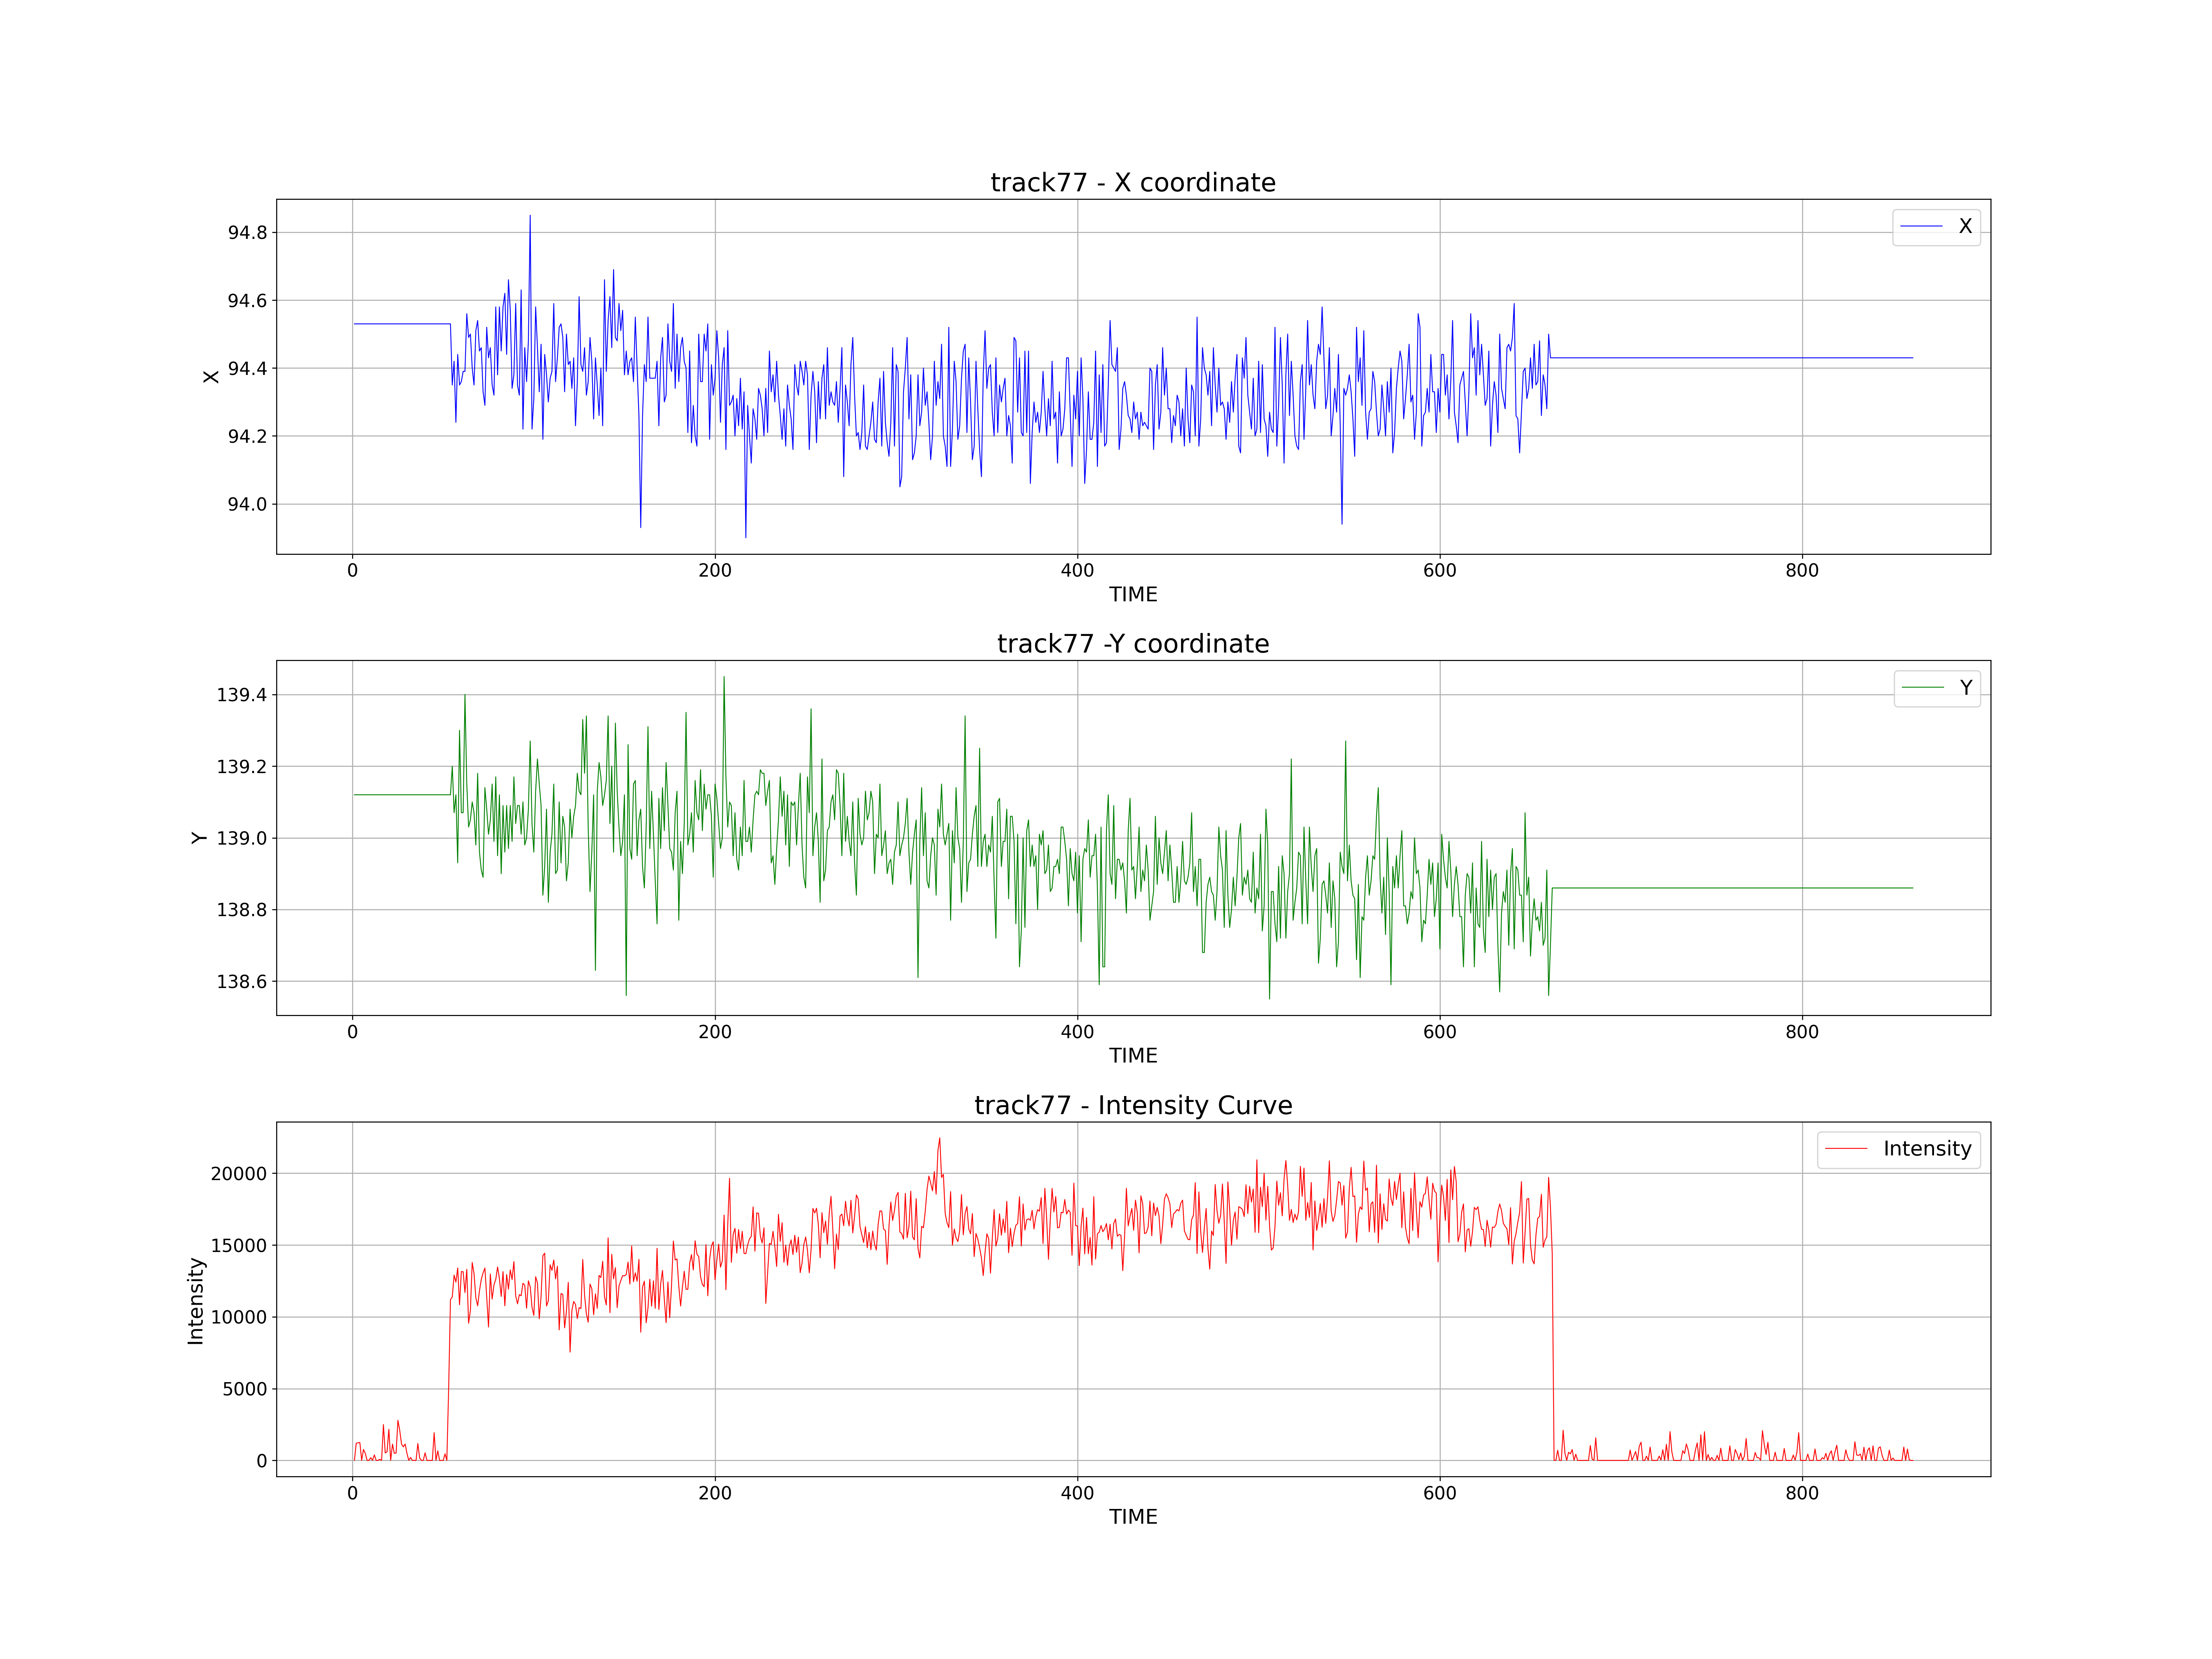 track77 - X coordinate
X
94.8
94.6
94.4
94.2
94.0
X
0 200 400 600 800
TIME
track77 -Y coordinate
Y
139.4
139.2
139.0
138.8
138.6
Y
0 200 400 600 800
TIME
track77 - Intensity Curve
Intensity
20000
15000
10000
5000
0
Intensity
0 200 400 600 800
TIME